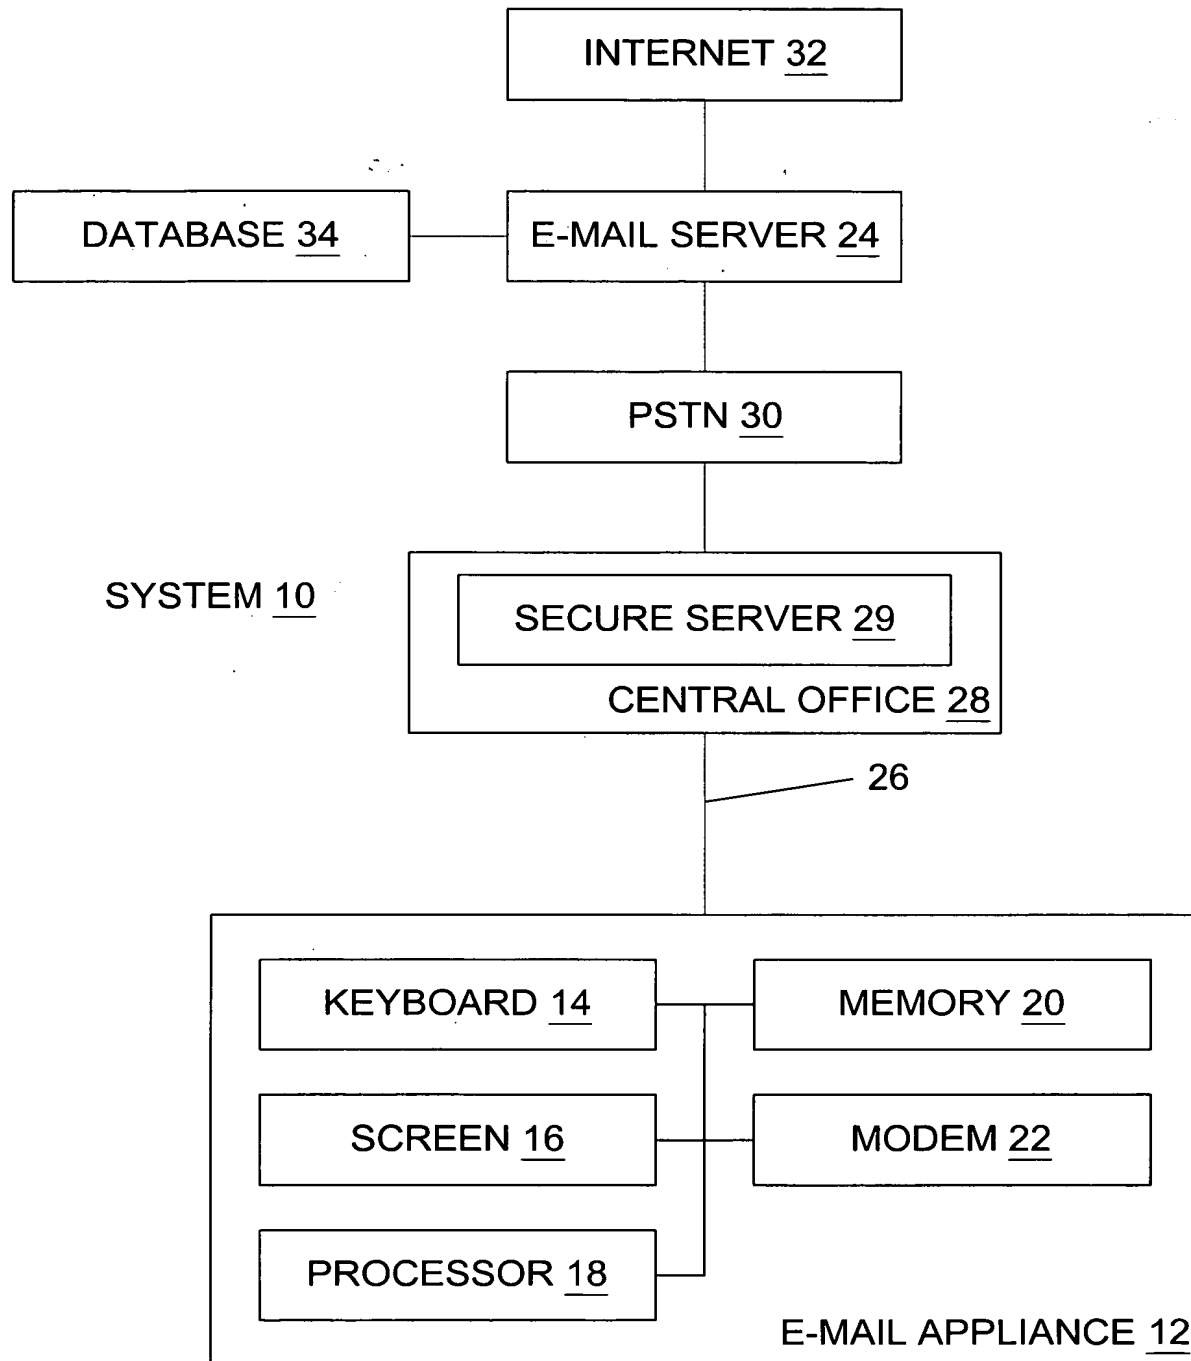 INTERNET 32
DATABASE 34
E-MAIL SERVER 24
PSTN 30
SYSTEM 10
SECURE SERVER 29
CENTRAL OFFICE 28
26
KEYBOARD 14
MEMORY 20
SCREEN 16
MODEM 22
PROCESSOR 18
E-MAIL APPLIANCE 12